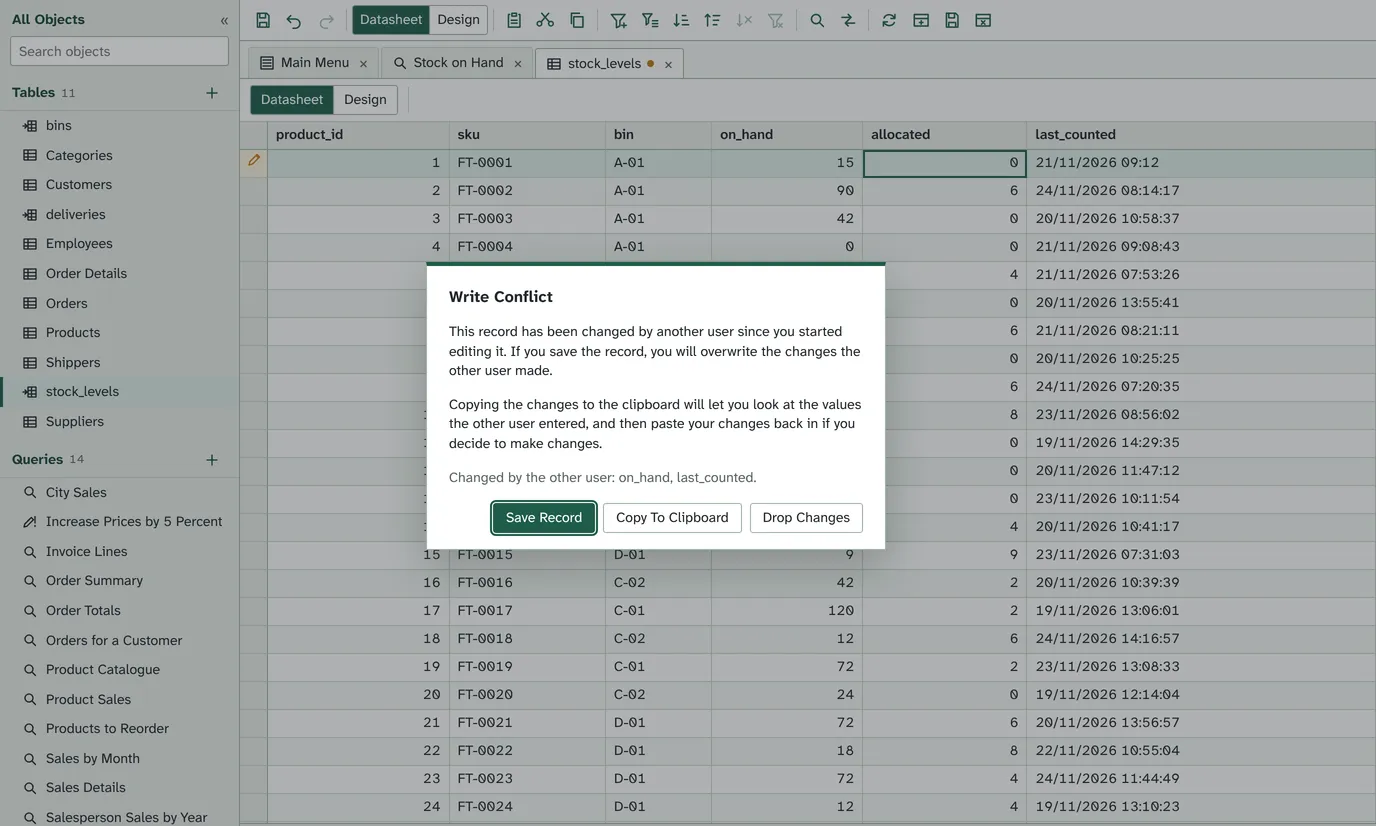 All Objects «
Search objects
Tables 11 +
bins
Categories
Customers
deliveries
Employees
Order Details
Orders
Products
Shippers
stock_levels
Suppliers
Queries 14 +
City Sales
Increase Prices by 5 Percent
Invoice Lines
Order Summary
Order Totals
Orders for a Customer
Product Catalogue
Product Sales
Products to Reorder
Sales by Month
Sales Details
Salesperson Sales by Year
Datasheet Design
Main Menu × Stock on Hand × stock_levels ×
Datasheet Design
product_id sku bin on_hand allocated last_counted
1 FT-0001 A-01 15 0 21/11/2026 09:12
2 FT-0002 A-01 90 6 24/11/2026 08:14:17
3 FT-0003 A-01 42 0 20/11/2026 10:58:37
4 FT-0004 A-01 0 0 21/11/2026 09:08:43
4 21/11/2026 07:53:26
0 20/11/2026 13:55:41
6 21/11/2026 08:21:11
0 20/11/2026 10:25:25
6 24/11/2026 07:20:35
8 23/11/2026 08:56:02
0 19/11/2026 14:29:35
0 20/11/2026 11:47:12
0 23/11/2026 10:11:54
4 20/11/2026 10:41:17
15 FT-0015 D-01 9 9 23/11/2026 07:31:03
16 FT-0016 C-02 42 2 20/11/2026 10:39:39
17 FT-0017 C-01 120 2 19/11/2026 13:06:01
18 FT-0018 C-02 12 6 24/11/2026 14:16:57
19 FT-0019 C-01 72 2 23/11/2026 13:08:33
20 FT-0020 C-02 24 0 19/11/2026 12:14:04
21 FT-0021 D-01 72 6 20/11/2026 13:56:57
22 FT-0022 D-01 18 8 22/11/2026 10:55:04
23 FT-0023 D-01 72 4 24/11/2026 11:44:49
24 FT-0024 D-01 12 4 19/11/2026 13:10:23
Write Conflict
This record has been changed by another user since you started
editing it. If you save the record, you will overwrite the changes the
other user made.
Copying the changes to the clipboard will let you look at the values
the other user entered, and then paste your changes back in if you
decide to make changes.
Changed by the other user: on_hand, last_counted.
Save Record Copy To Clipboard Drop Changes